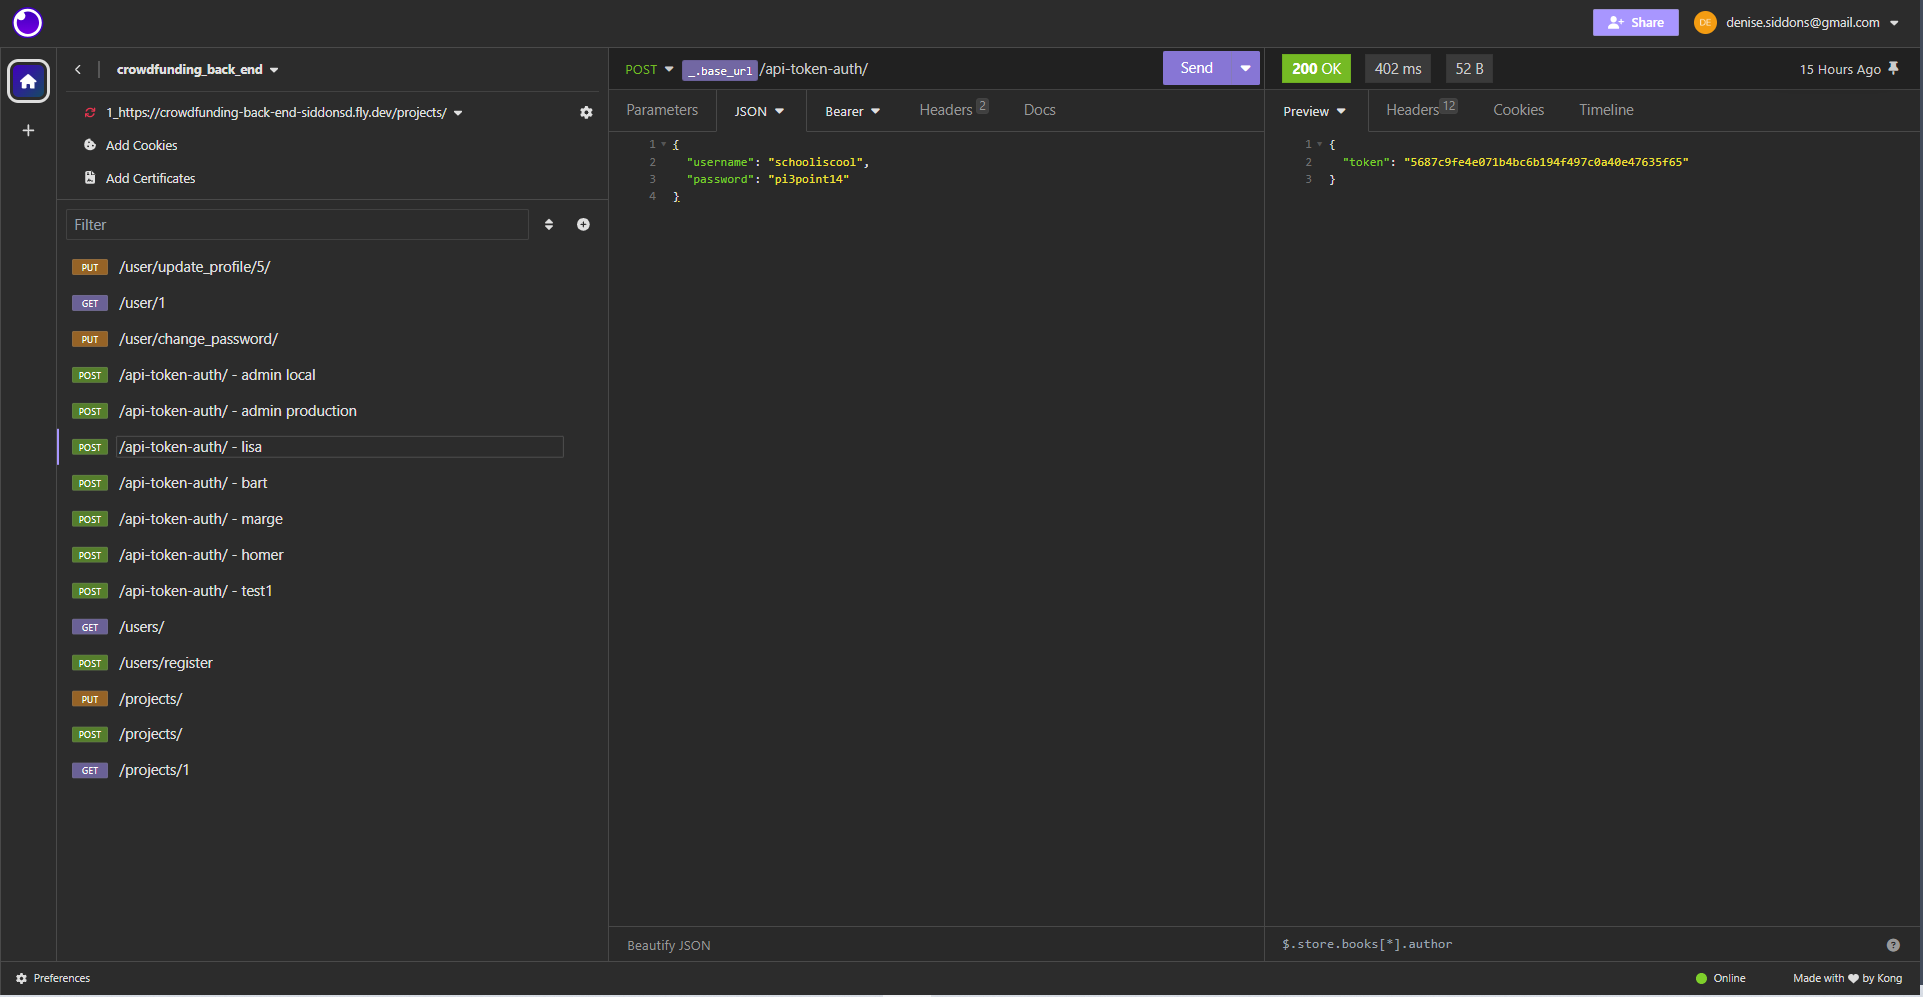 Share
DE
denise.siddons@gmail.com
crowdfunding_back_end
1_https://crowdfunding-back-end-siddonsd.fly.dev/projects/
Add Cookies
Add Certificates
Filter
PUT /user/update_profile/5/
GET /user/1
PUT /user/change_password/
POST /api-token-auth/ - admin local
POST /api-token-auth/ - admin production
POST /api-token-auth/ - lisa
POST /api-token-auth/ - bart
POST /api-token-auth/ - marge
POST /api-token-auth/ - homer
POST /api-token-auth/ - test1
GET /users/
POST /users/register
PUT /projects/
POST /projects/
GET /projects/1
POST _.base_url /api-token-auth/ Send
Parameters JSON Bearer Headers 2 Docs
1 {
2 "username": "schooliscool",
3 "password": "pi3point14"
4 }
Beautify JSON
200 OK 402 ms 52 B 15 Hours Ago
Preview Headers 12 Cookies Timeline
1 {
2 "token": "5687c9fe4e071b4bc6b194f497c0a40e47635f65"
3 }
$.store.books[*].author
?
Preferences
Online
Made with ♥ by Kong